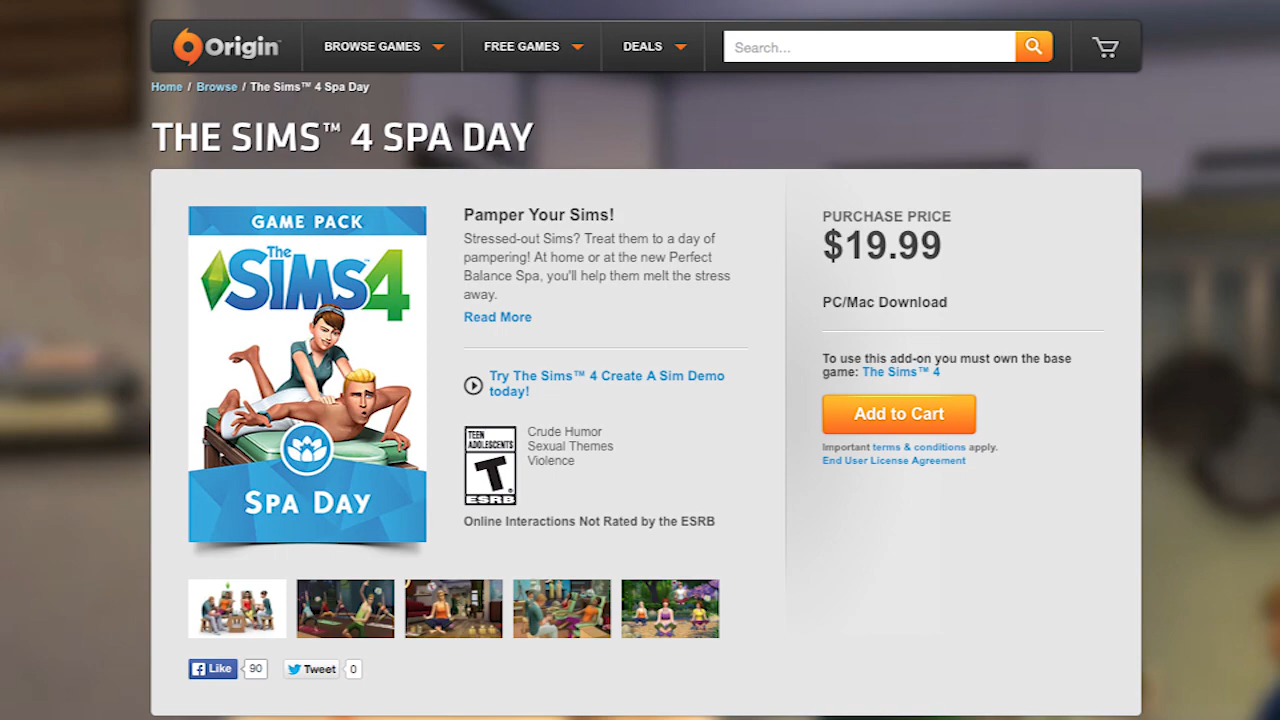 Origin™
BROWSE GAMES
FREE GAMES
DEALS
Search...
Home / Browse / The Sims™ 4 Spa Day
THE SIMS™ 4 SPA DAY
GAME PACK
The
SIMS 4
SPA DAY
Pamper Your Sims!
Stressed-out Sims? Treat them to a day of
pampering! At home or at the new Perfect
Balance Spa, you'll help them melt the stress
away.
Read More
Try The Sims™ 4 Create A Sim Demo
today!
TEEN
ADOLESCENTS
T
ESRB
Crude Humor
Sexual Themes
Violence
Online Interactions Not Rated by the ESRB
PURCHASE PRICE
$19.99
PC/Mac Download
To use this add-on you must own the base
game: The Sims™ 4
Add to Cart
Important terms & conditions apply.
End User License Agreement
Like 90
Tweet 0